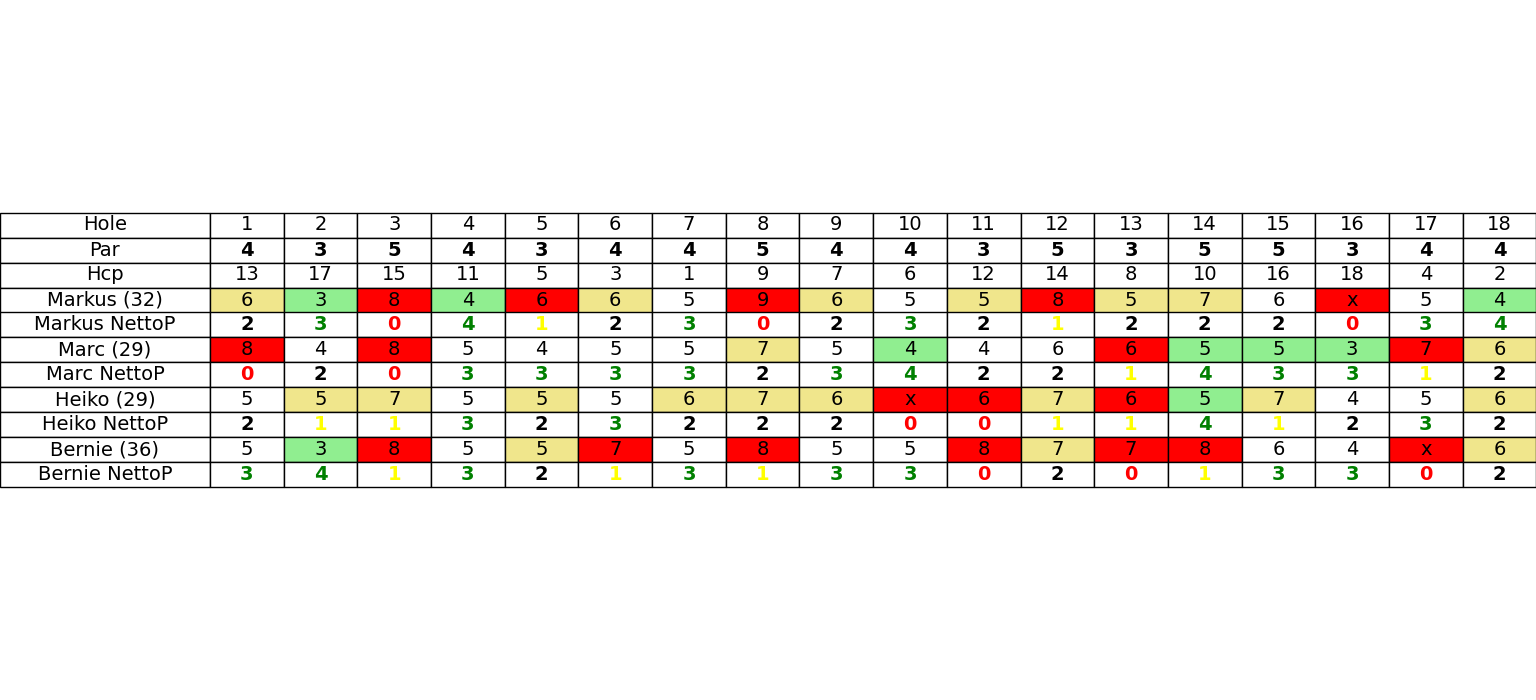 Hole 1 2 3 4 5 6 7 8 9 10 11 12 13 14 15 16 17 18
Par 4 3 5 4 3 4 4 5 4 4 3 5 3 5 5 3 4 4
Hcp 13 17 15 11 5 3 1 9 7 6 12 14 8 10 16 18 4 2
Markus (32) 6 3 8 4 6 6 5 9 6 5 5 8 5 7 6 x 5 4
Markus NettoP 2 3 0 4 1 2 3 0 2 3 2 1 2 2 2 0 3 4
Marc (29) 8 4 8 5 4 5 5 7 5 4 4 6 6 5 5 3 7 6
Marc NettoP 0 2 0 3 3 3 3 2 3 4 2 2 1 4 3 3 1 2
Heiko (29) 5 5 7 5 5 5 6 7 6 x 6 7 6 5 7 4 5 6
Heiko NettoP 2 1 1 3 2 3 2 2 2 0 0 1 1 4 1 2 3 2
Bernie (36) 5 3 8 5 5 7 5 8 5 5 8 7 7 8 6 4 x 6
Bernie NettoP 3 4 1 3 2 1 3 1 3 3 0 2 0 1 3 3 0 2